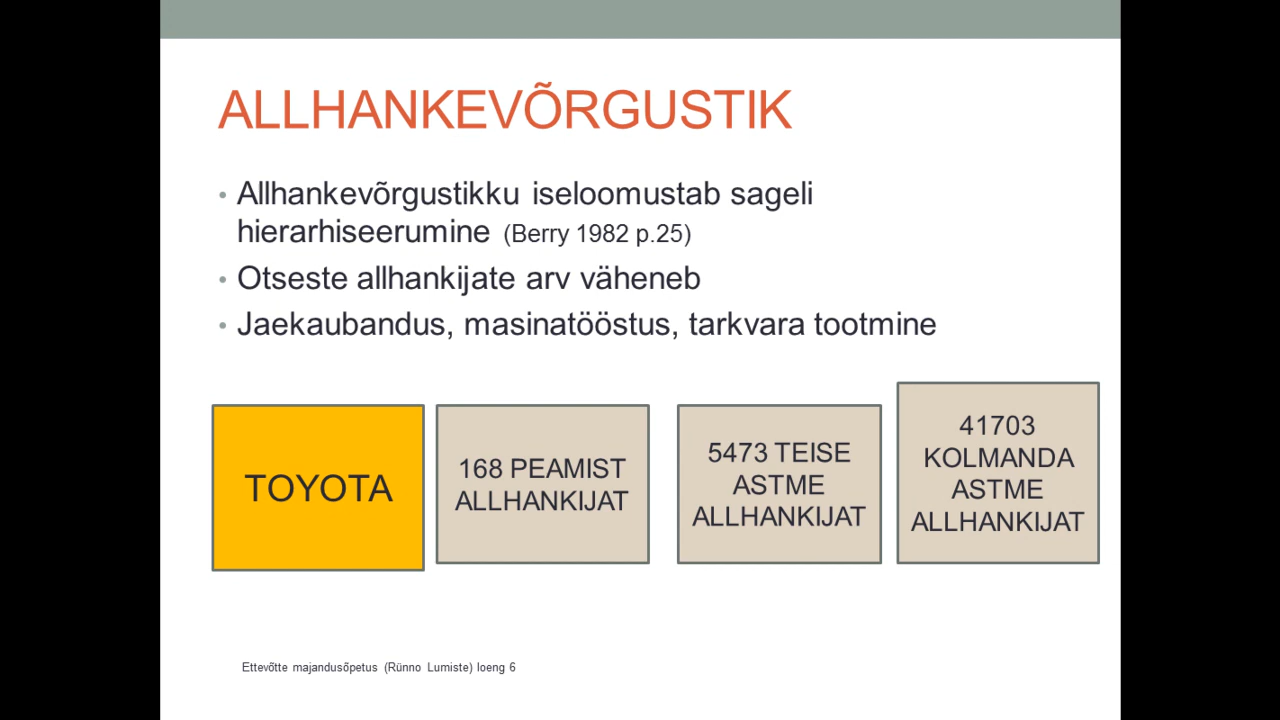 ALLHANKEVÕRGUSTIK
• Allhankevõrgustikku iseloomustab sageli
hierarhiseerumine (Berry 1982 p.25)
• Otseste allhankijate arv väheneb
• Jaekaubandus, masinatööstus, tarkvara tootmine
TOYOTA
168 PEAMIST
ALLHANKIJAT
5473 TEISE
ASTME
ALLHANKIJAT
41703
KOLMANDA
ASTME
ALLHANKIJAT
Ettevõtte majandusõpetus (Rünno Lumiste) loeng 6